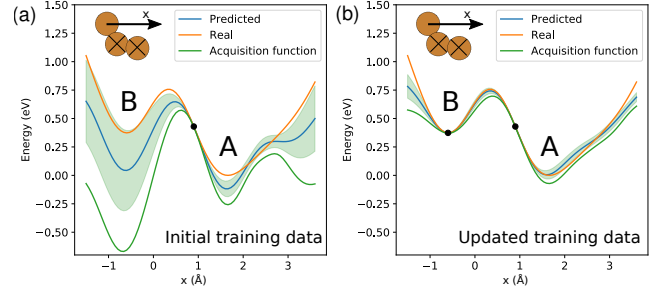 (a)
x
Predicted
Real
Acquisition function
B
A
Initial training data
Energy (eV)
1.50
1.25
1.00
0.75
0.50
0.25
0.00
−0.25
−0.50
−1
0
1
2
3
x (Å)
(b)
x
Predicted
Real
Acquisition function
B
A
Updated training data
Energy (eV)
1.50
1.25
1.00
0.75
0.50
0.25
0.00
−0.25
−0.50
−1
0
1
2
3
x (Å)